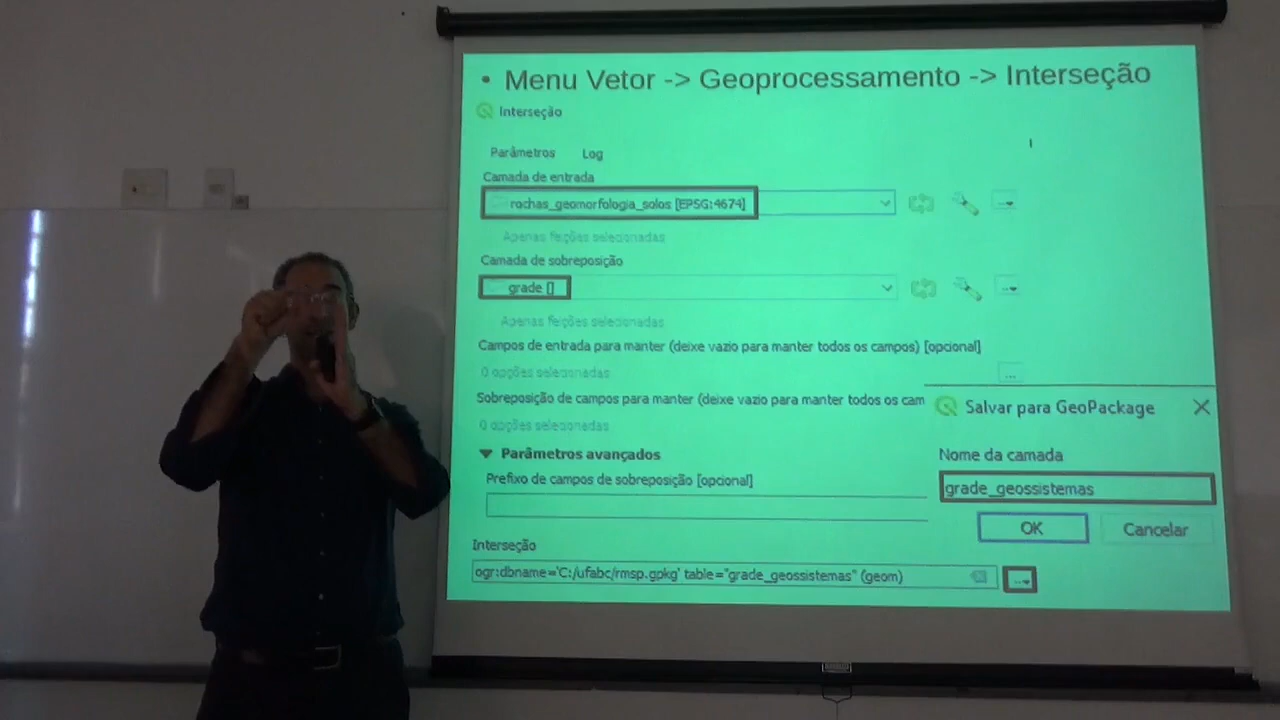 • Menu Vetor -> Geoprocessamento -> Interseção
Interseção
Parâmetros Log
Camada de entrada
rochas_geomorfologia_solos [EPSG:4674]
Apenas feições selecionadas
Camada de sobreposição
grade []
Apenas feições selecionadas
Campos de entrada para manter (deixe vazio para manter todos os campos) [opcional]
0 opções selecionadas
...
Sobreposição de campos para manter (deixe vazio para manter todos os cam
0 opções selecionadas
Parâmetros avançados
Prefixo de campos de sobreposição [opcional]
Salvar para GeoPackage
Nome da camada
grade_geossistemas
OK Cancelar
Interseção
ogr:dbname='C:/ufabc/rmsp.gpkg' table="grade_geossistemas" (geom)